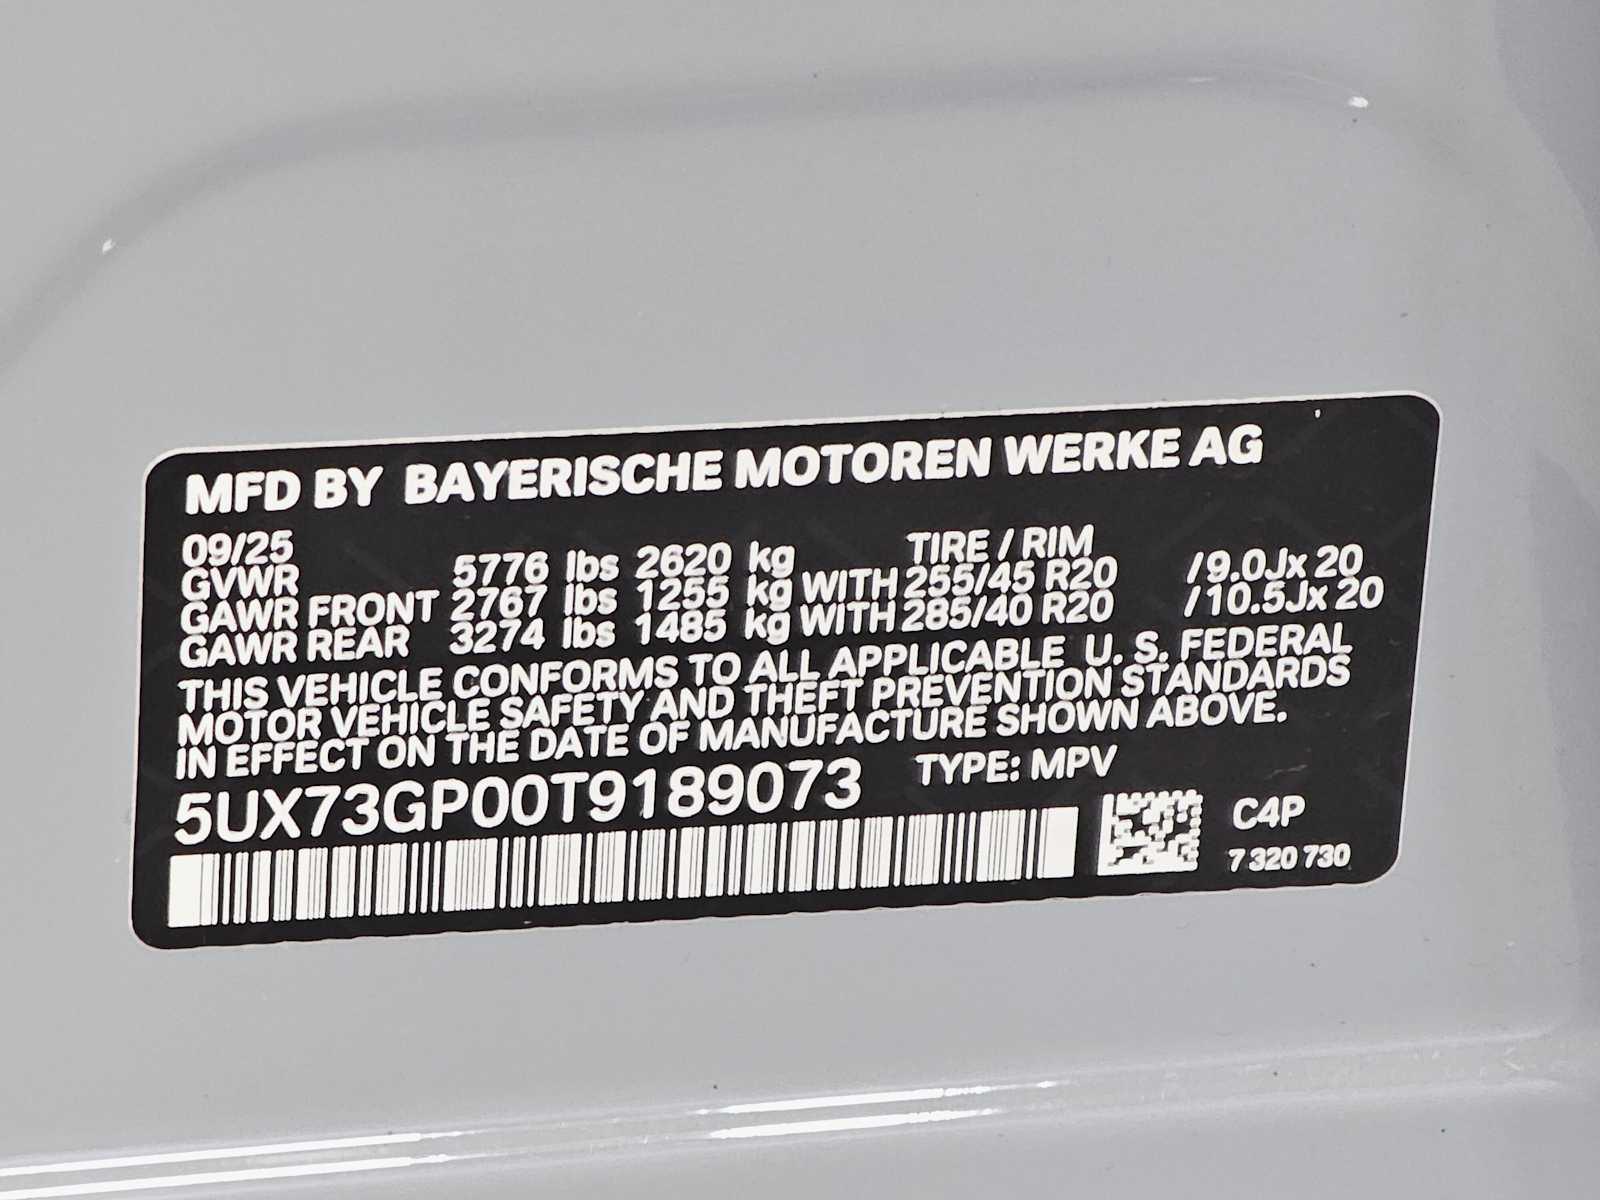 MFD BY BAYERISCHE MOTOREN WERKE AG
09/25 TIRE / RIM
GVWR 5776 lbs 2620 kg
GAWR FRONT 2767 lbs 1255 kg WITH 255/45 R20 /9.0Jx 20
GAWR REAR 3274 lbs 1485 kg WITH 285/40 R20 /10.5Jx 20
THIS VEHICLE CONFORMS TO ALL APPLICABLE U. S. FEDERAL
MOTOR VEHICLE SAFETY AND THEFT PREVENTION STANDARDS
IN EFFECT ON THE DATE OF MANUFACTURE SHOWN ABOVE.
5UX73GP00T9189073 TYPE: MPV
C4P
7 320 730